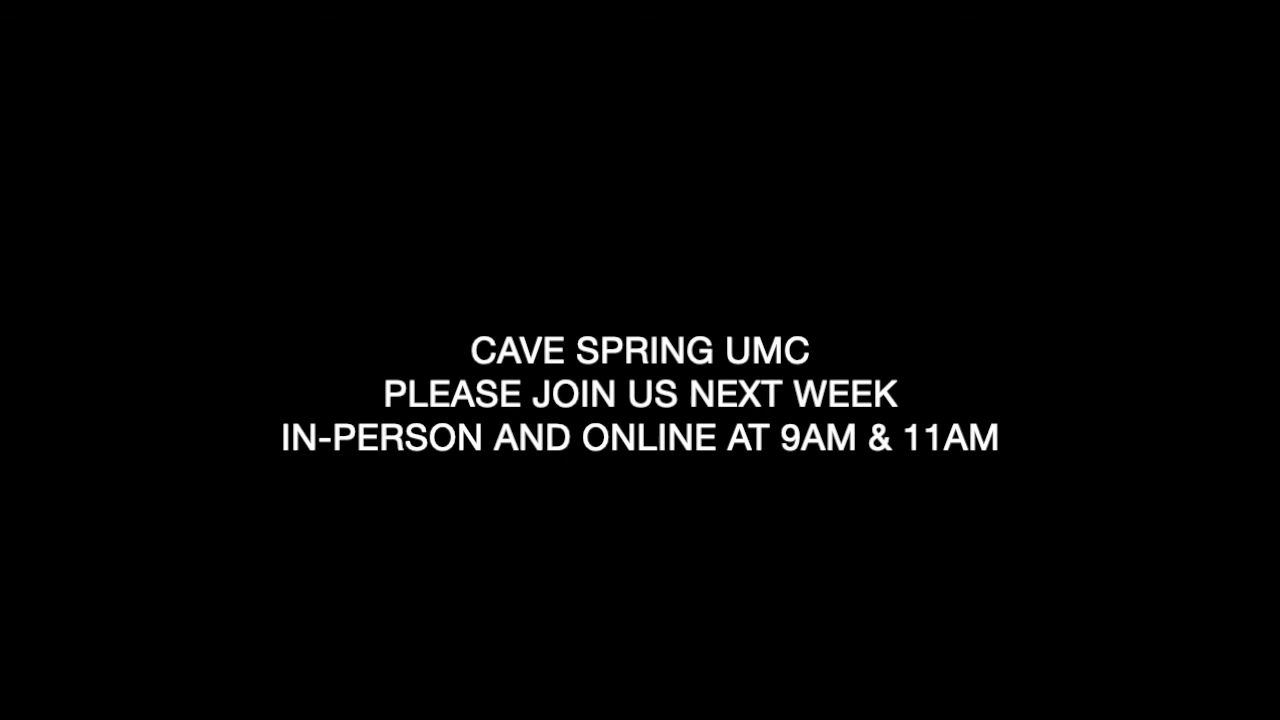 CAVE SPRING UMC
PLEASE JOIN US NEXT WEEK
IN-PERSON AND ONLINE AT 9AM & 11AM